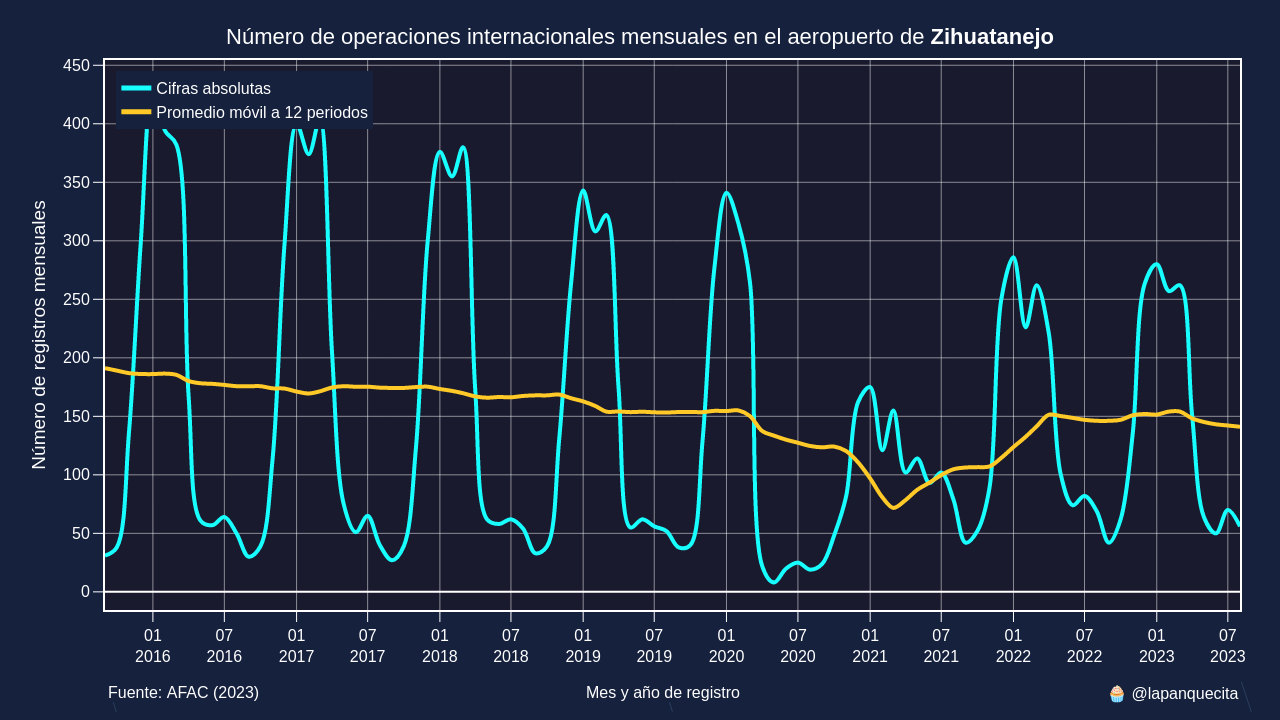 Número de operaciones internacionales mensuales en el aeropuerto de Zihuatanejo
Cifras absolutas
Promedio móvil a 12 periodos
Número de registros mensuales
450
400
350
300
250
200
150
100
50
0
01 07 01 07 01 07 01 07 01 07 01 07 01 07 01 07
2016 2016 2017 2017 2018 2018 2019 2019 2020 2020 2021 2021 2022 2022 2023 2023
Fuente: AFAC (2023) Mes y año de registro 🧁 @lapanquecita